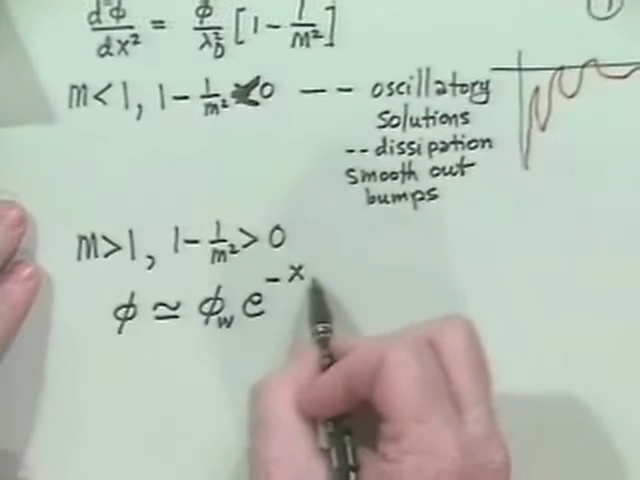 d²ϕ/dx² = ϕ/λ_D² [1 - 1/m²]
m < 1, 1 - 1/m² < 0 -- oscillatory
solutions
-- dissipation
smooth out
bumps
m > 1, 1 - 1/m² > 0
ϕ ≃ ϕ_w e^{-x